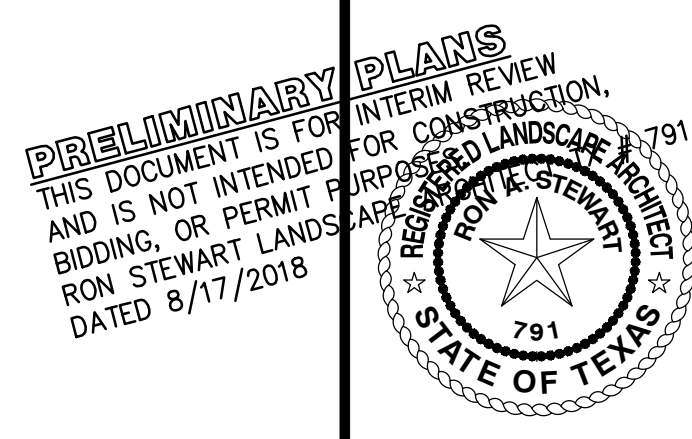 PRELIMINARY PLANS
THIS DOCUMENT IS FOR INTERIM REVIEW
AND IS NOT INTENDED FOR CONSTRUCTION,
BIDDING, OR PERMIT PURPOSES.
RON STEWART LANDSCAPE ARCHITECT TX # 791
DATED 8/17/2018
REGISTERED LANDSCAPE ARCHITECT
RON A. STEWART
791
STATE OF TEXAS